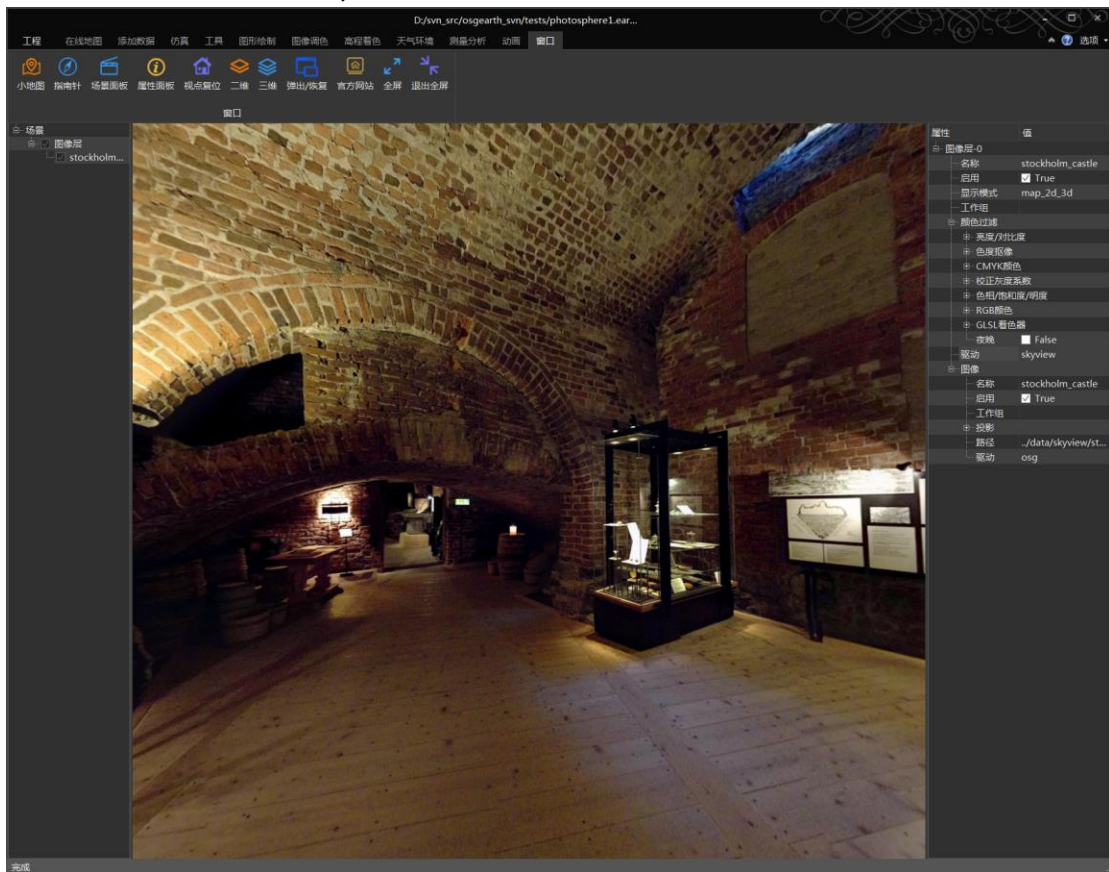 D:/svn_src/osgearth_svn/tests/photosphere1.ear...
工程 在线地图 添加数据 仿真 工具 图形绘制 图像调色 高程着色 天气环境 测量分析 动画 窗口 选项
小地图 指南针 场景面板 属性面板 视点复位 二维 三维 弹出/恢复 官方网站 全屏 退出全屏
窗口
场景
图像层
stockholm...
属性 值
图像层-0
名称 stockholm_castle
启用 True
显示模式 map_2d_3d
工作组
颜色过滤
亮度/对比度
色度抠像
CMYK颜色
校正灰度系数
色相/饱和度/明度
RGB颜色
GLSL着色器
夜晚 False
驱动 skyview
图像
名称 stockholm_castle
启用 True
工作组
投影
路径 ../data/skyview/st...
驱动 osg
完成